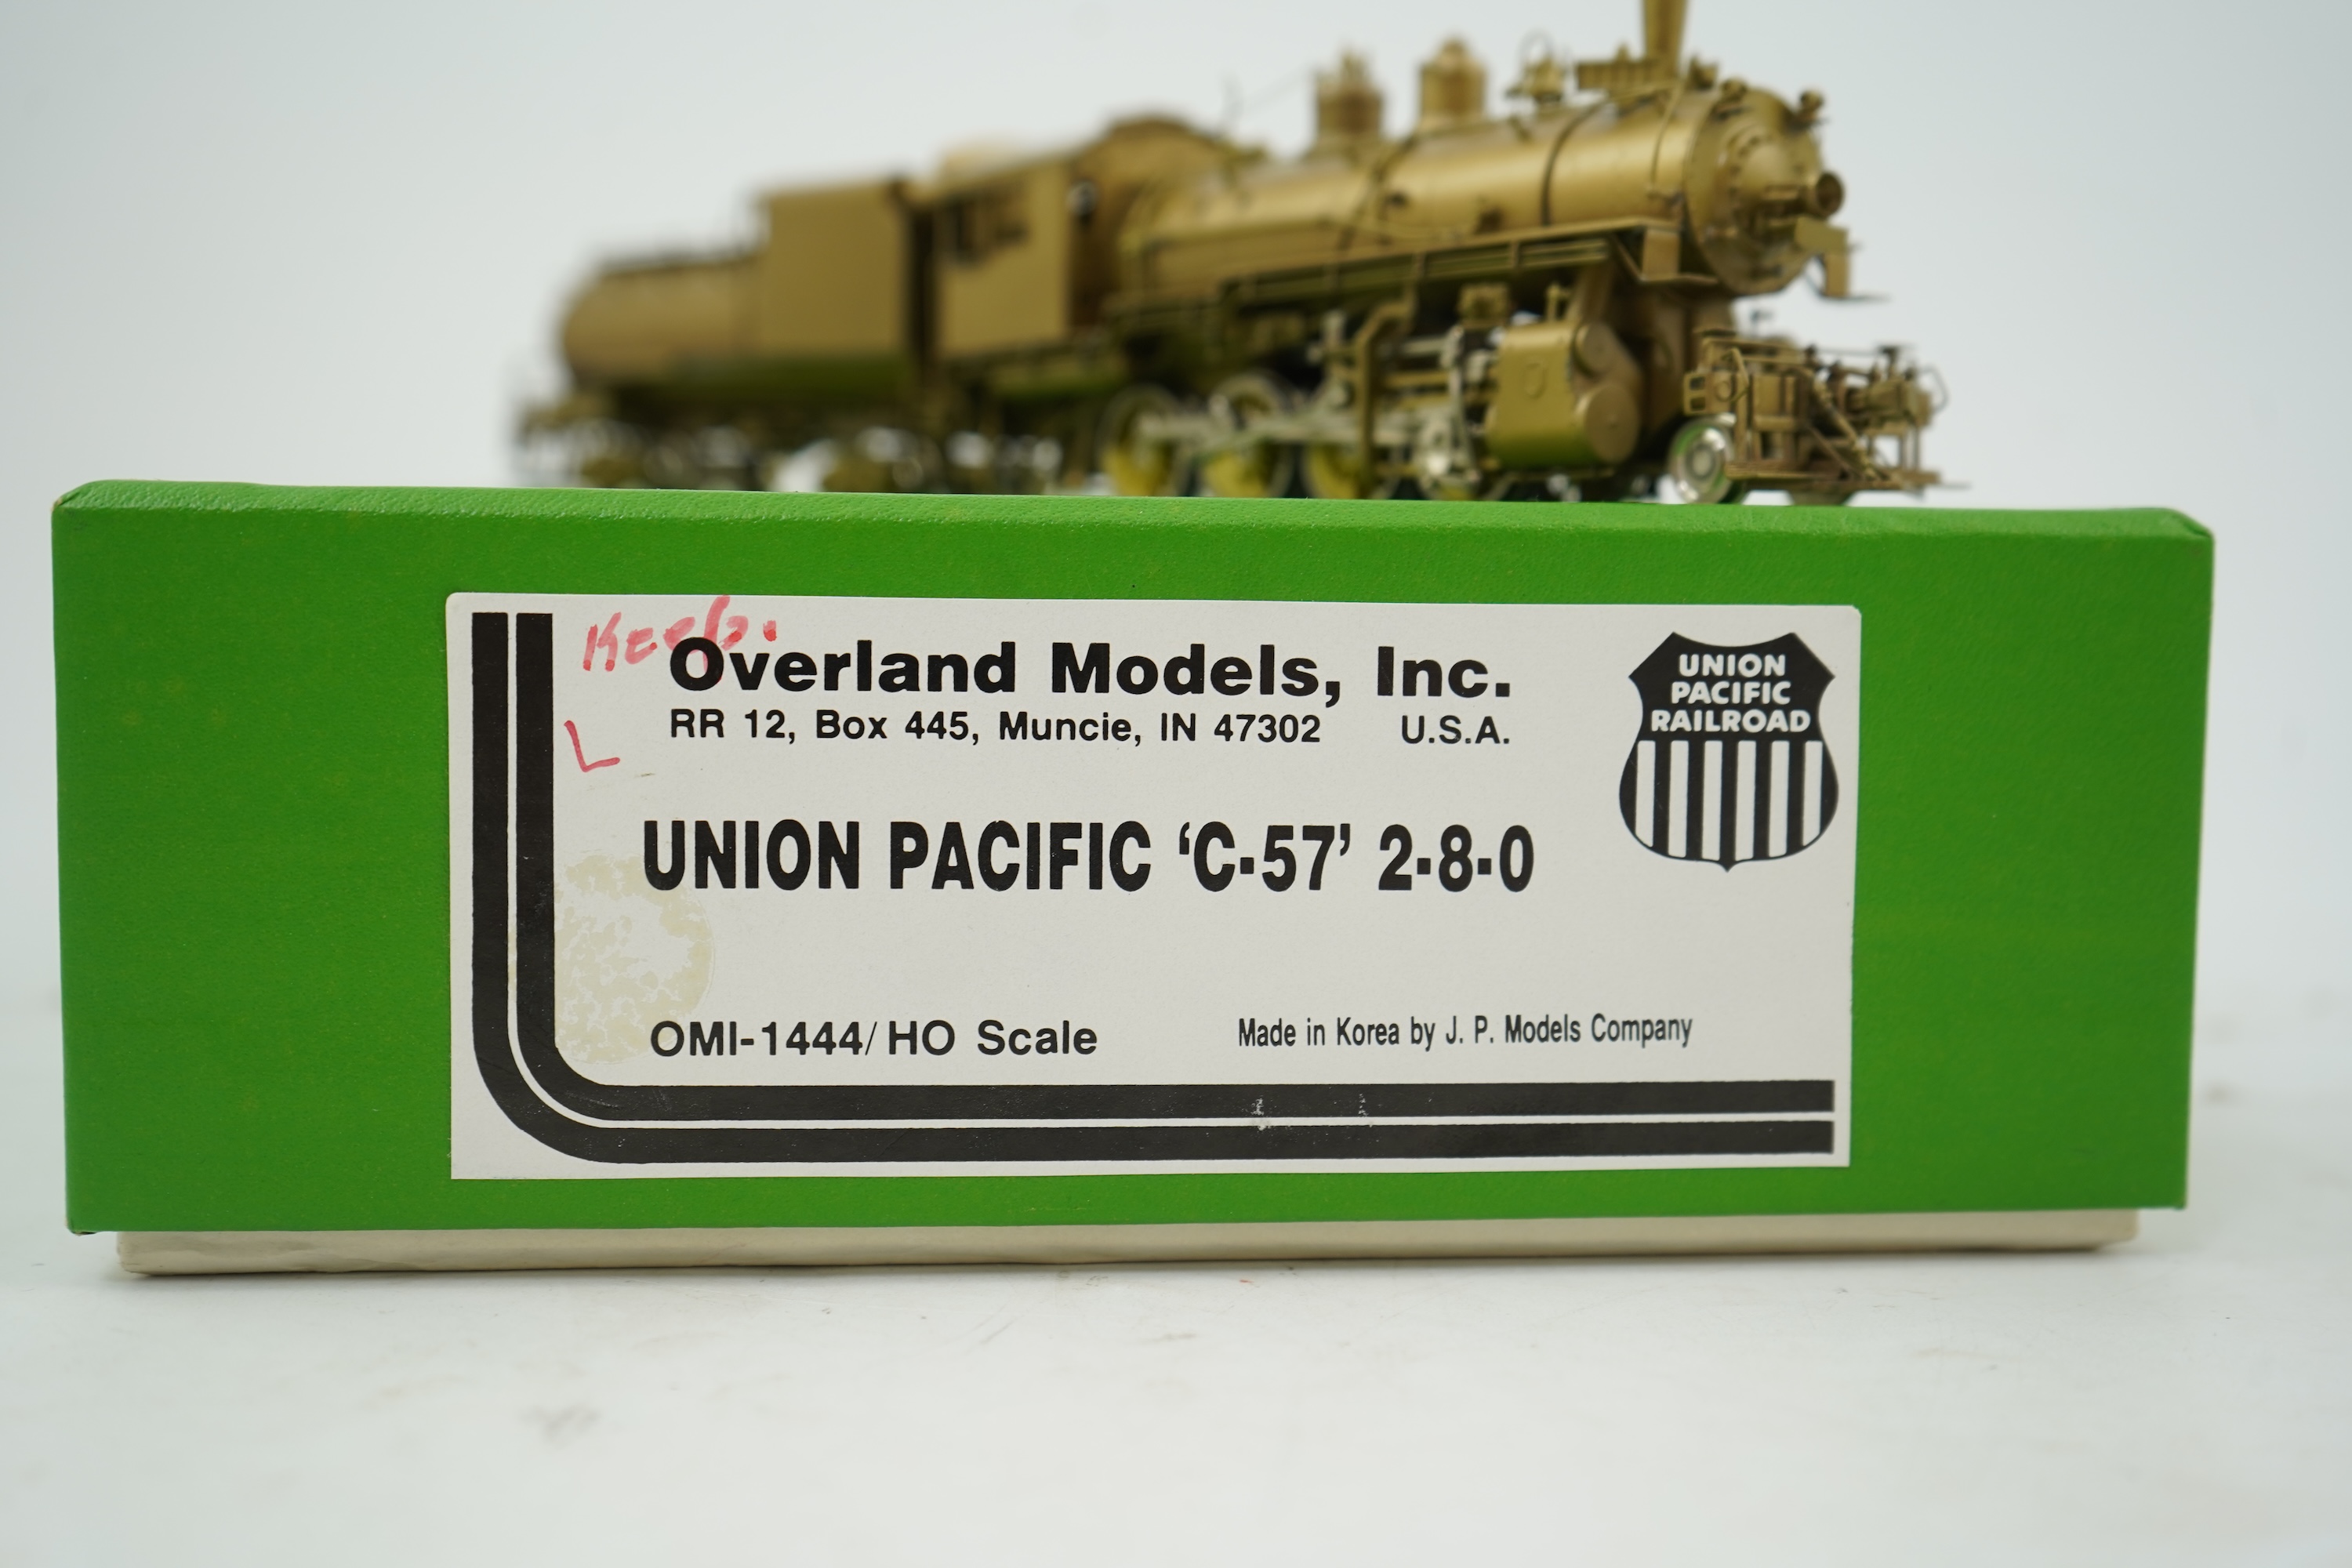 Keep.
Overland Models, Inc.
RR 12, Box 445, Muncie, IN 47302 U.S.A.
L
UNION PACIFIC RAILROAD
UNION PACIFIC ‘C-57’ 2-8-0
OMI-1444/HO Scale
Made in Korea by J. P. Models Company